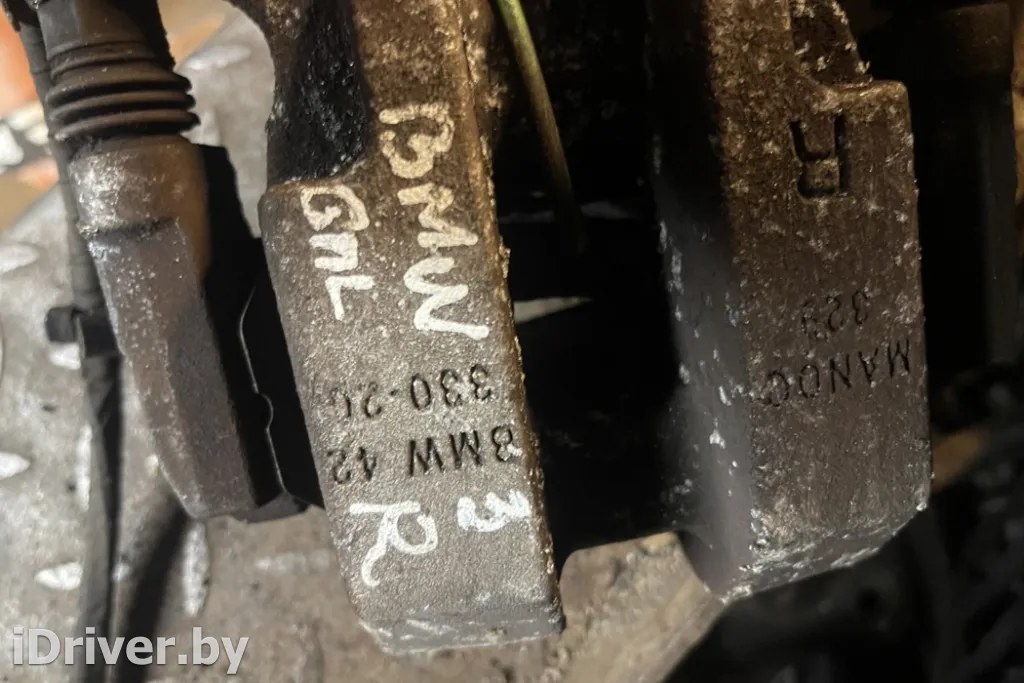 BMW
GML
330-20
BMW 42
3
R
R
329
MANDO
iDriver.by